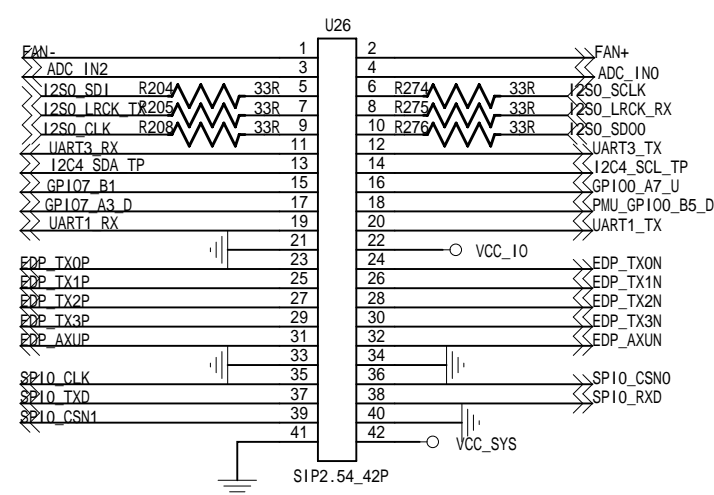 U26
FAN- 1 2 FAN+
ADC_IN2 3 4 ADC_IN0
I2S0_SDI R204 33R 5 6 R274 33R I2S0_SCLK
I2S0_LRCK_TX R205 33R 7 8 R275 33R I2S0_LRCK_RX
I2S0_CLK R208 33R 9 10 R276 33R I2S0_SDO0
UART3_RX 11 12 UART3_TX
I2C4_SDA_TP 13 14 I2C4_SCL_TP
GPIO7_B1 15 16 GPIO0_A7_U
GPIO7_A3_D 17 18 PMU_GPIO0_B5_D
UART1_RX 19 20 UART1_TX
21 22 VCC_IO
EDP_TX0P 23 24 EDP_TX0N
EDP_TX1P 25 26 EDP_TX1N
EDP_TX2P 27 28 EDP_TX2N
EDP_TX3P 29 30 EDP_TX3N
EDP_AXUP 31 32 EDP_AXUN
33 34
SPI0_CLK 35 36 SPI0_CSN0
SPI0_TXD 37 38 SPI0_RXD
SPI0_CSN1 39 40
41 42 VCC_SYS
SIP2.54_42P